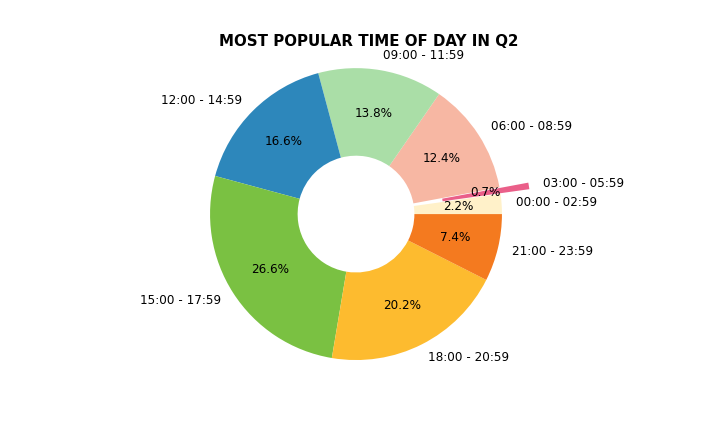 MOST POPULAR TIME OF DAY IN Q2
09:00 - 11:59
12:00 - 14:59
06:00 - 08:59
03:00 - 05:59
00:00 - 02:59
21:00 - 23:59
15:00 - 17:59
18:00 - 20:59
13.8%
16.6%
12.4%
0.7%
2.2%
7.4%
26.6%
20.2%